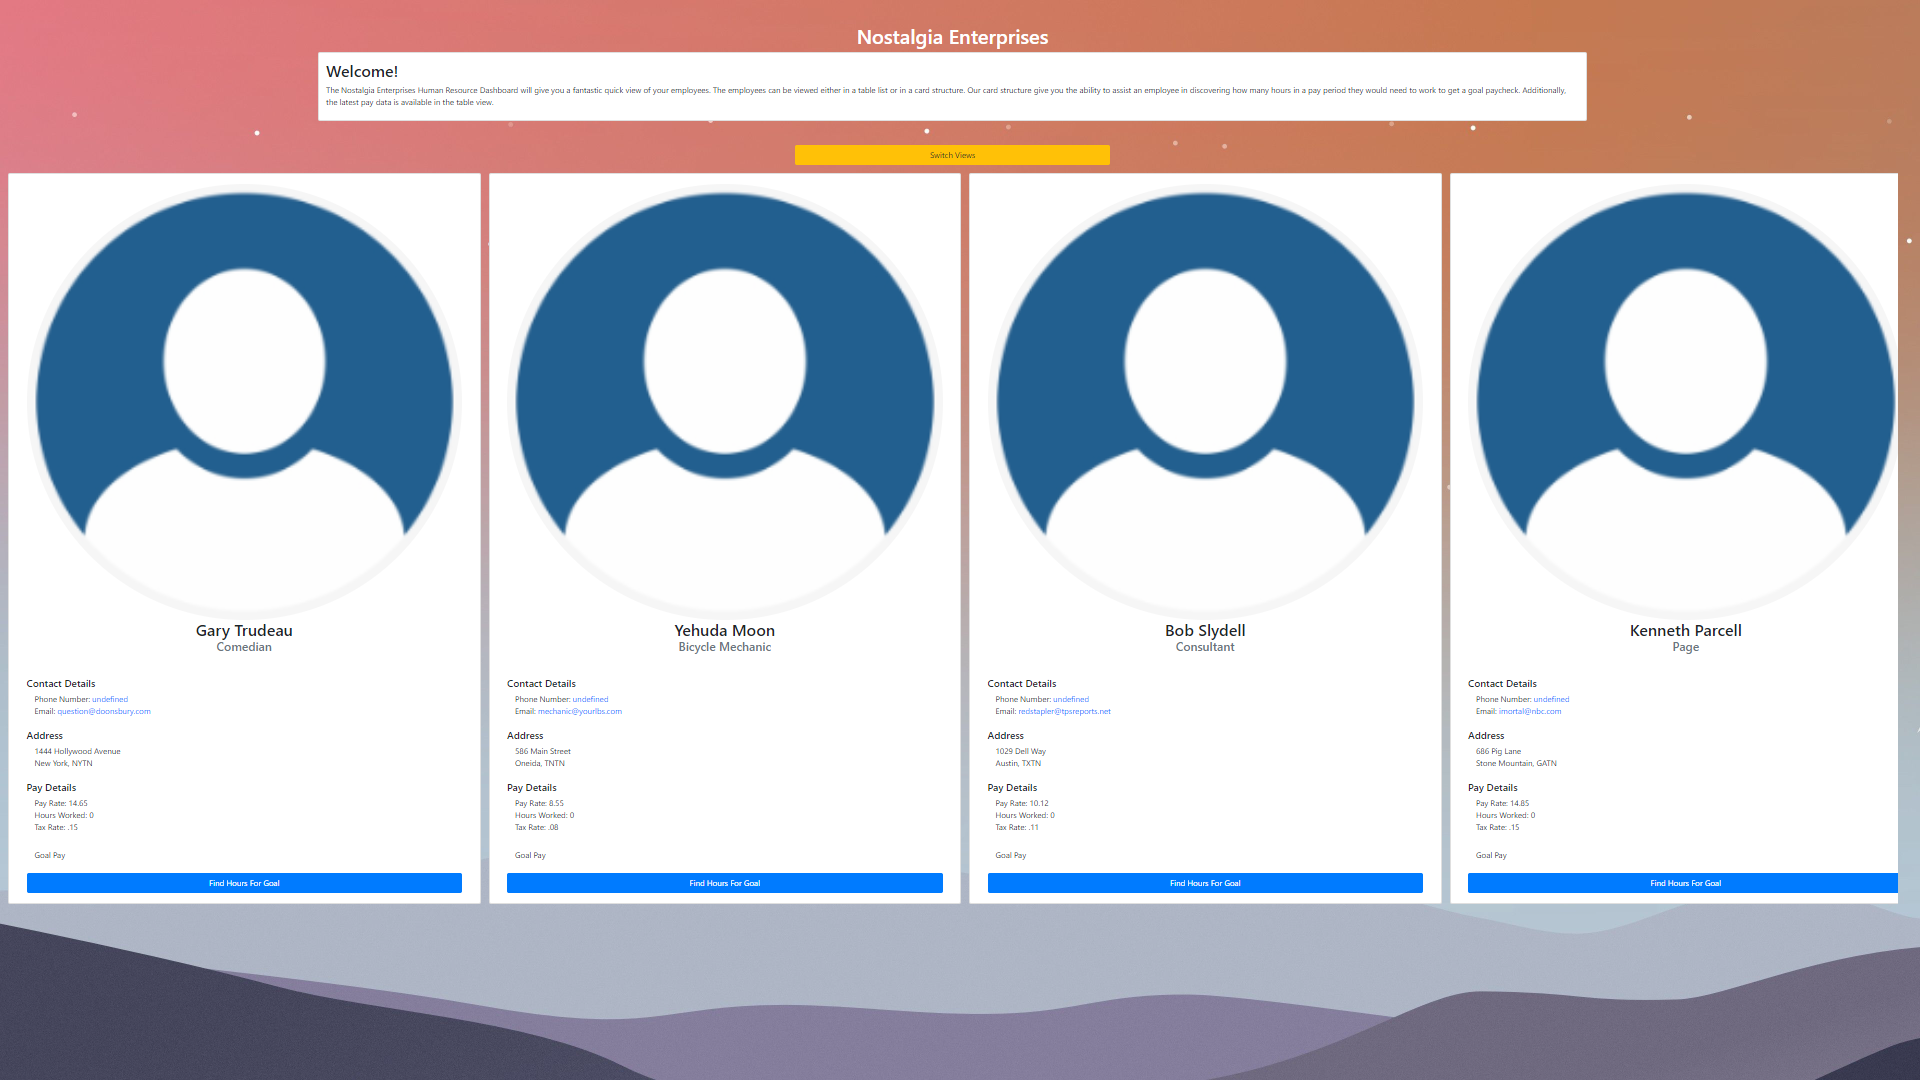 Nostalgia Enterprises
Welcome!
The Nostalgia Enterprises Human Resource Dashboard will give you a fantastic quick view of your employees. The employees can be viewed either in a table list or in a card structure. Our card structure give you the ability to assist an employee in discovering how many hours in a pay period they would need to work to get a goal paycheck. Additionally,
the latest pay data is available in the table view.
Switch Views
Gary Trudeau
Comedian
Contact Details
Phone Number: undefined
Email: question@doonsbury.com
Address
1444 Hollywood Avenue
New York, NYTN
Pay Details
Pay Rate: 14.65
Hours Worked: 0
Tax Rate: .15
Goal Pay
Find Hours For Goal
Yehuda Moon
Bicycle Mechanic
Contact Details
Phone Number: undefined
Email: mechanic@yourlbs.com
Address
586 Main Street
Oneida, TNTN
Pay Details
Pay Rate: 8.55
Hours Worked: 0
Tax Rate: .08
Goal Pay
Find Hours For Goal
Bob Slydell
Consultant
Contact Details
Phone Number: undefined
Email: redstapler@tpsreports.net
Address
1029 Dell Way
Austin, TXTN
Pay Details
Pay Rate: 10.12
Hours Worked: 0
Tax Rate: .11
Goal Pay
Find Hours For Goal
Kenneth Parcell
Page
Contact Details
Phone Number: undefined
Email: imortal@nbc.com
Address
686 Pig Lane
Stone Mountain, GATN
Pay Details
Pay Rate: 14.85
Hours Worked: 0
Tax Rate: .15
Goal Pay
Find Hours For Goal